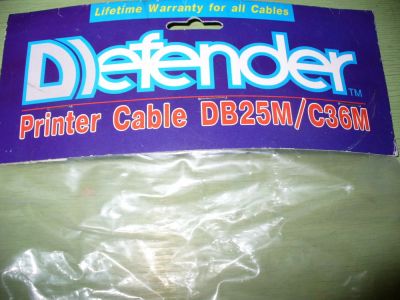 Lifetime Warranty for all Cables
Defender™
Printer Cable DB25M/C36M